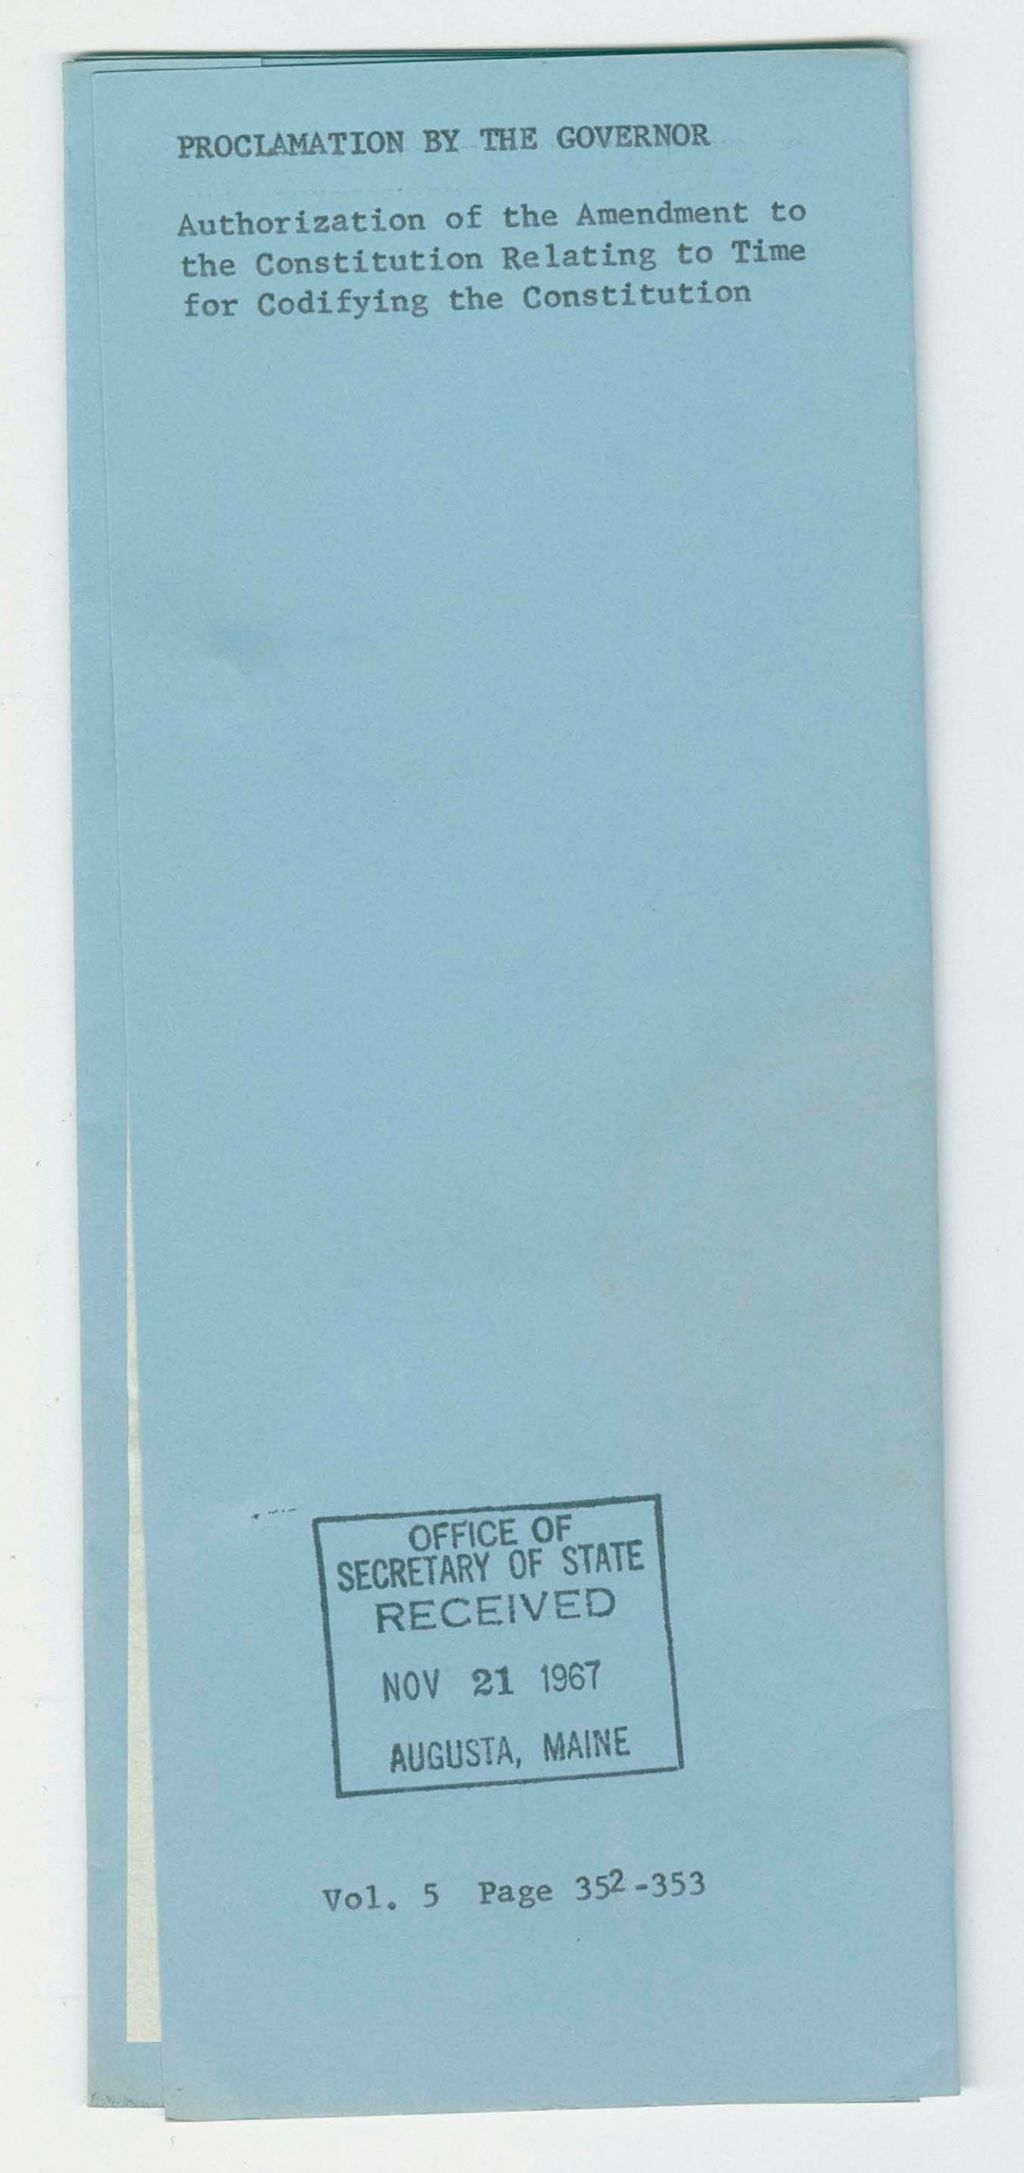 PROCLAMATION BY THE GOVERNOR
Authorization of the Amendment to
the Constitution Relating to Time
for Codifying the Constitution
OFFICE OF
SECRETARY OF STATE
RECEIVED
NOV 21 1967
AUGUSTA, MAINE
Vol. 5 Page 352-353